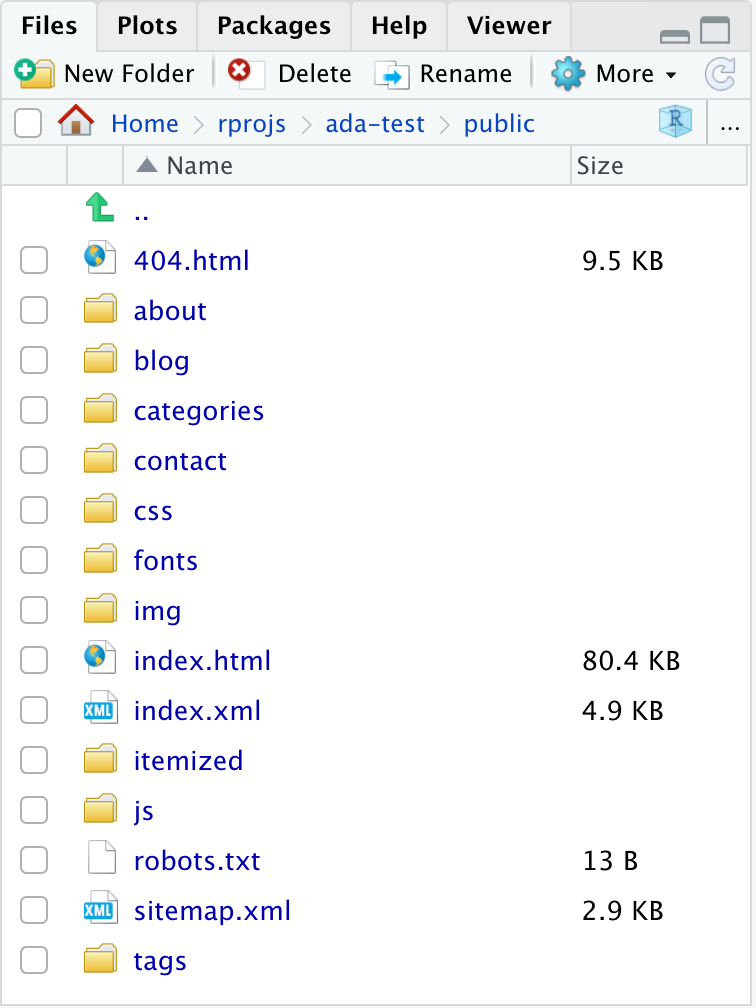 Files Plots Packages Help Viewer
New Folder Delete Rename More
Home rprojs ada-test public R ...
Name Size
..
404.html 9.5 KB
about
blog
categories
contact
css
fonts
img
index.html 80.4 KB
XML index.xml 4.9 KB
itemized
js
robots.txt 13 B
XML sitemap.xml 2.9 KB
tags